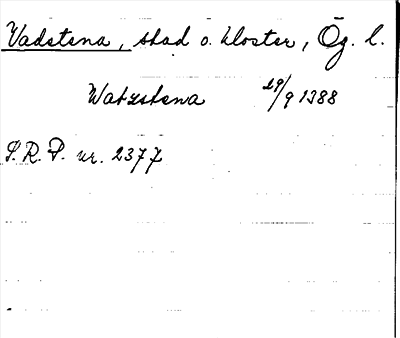 Vadstena, stad o. kloster, Ög. l.
Watzstena 29/9 1388
S. R. P. nr. 2377